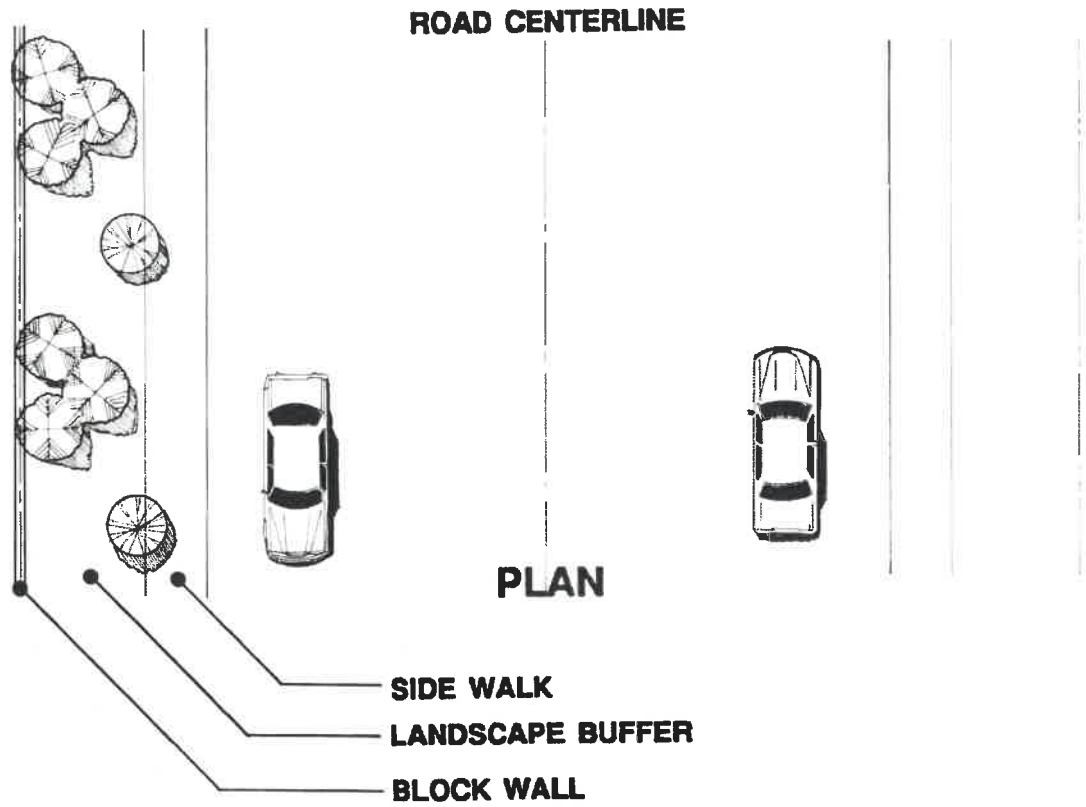 ROAD CENTERLINE
PLAN
SIDE WALK
LANDSCAPE BUFFER
BLOCK WALL